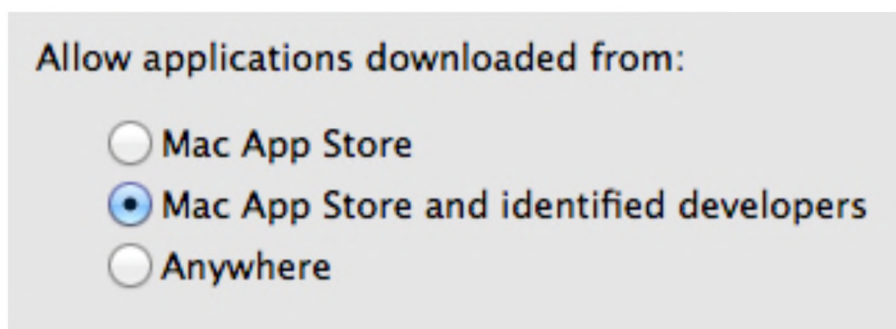 Allow applications downloaded from:
Mac App Store
Mac App Store and identified developers
Anywhere